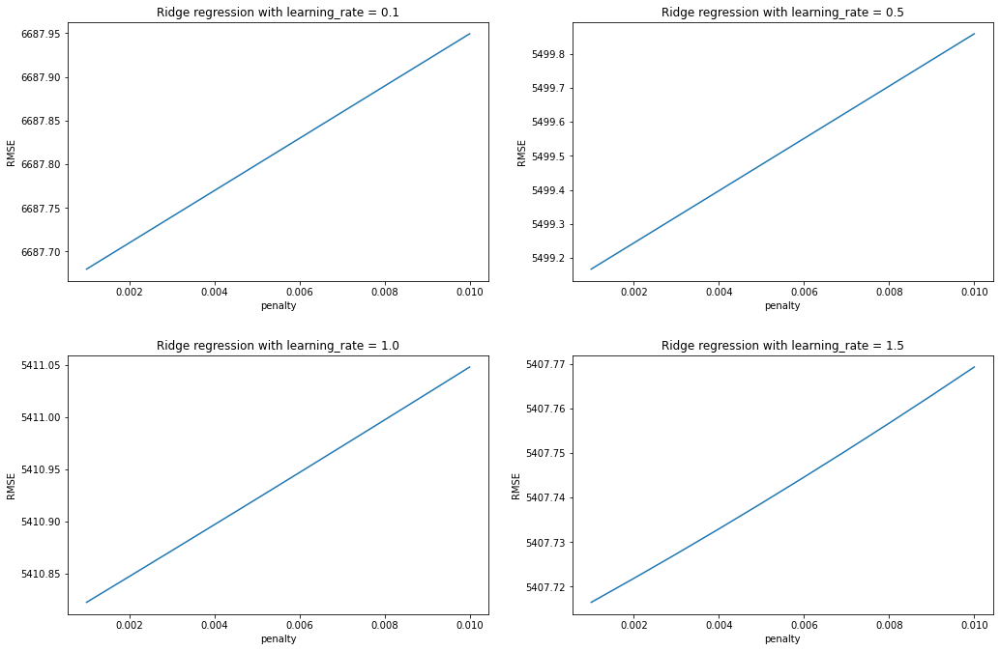 Ridge regression with learning_rate = 0.1
6687.95
6687.90
6687.85
6687.80
6687.75
6687.70
RMSE
0.002 0.004 0.006 0.008 0.010
penalty
Ridge regression with learning_rate = 0.5
5499.8
5499.7
5499.6
5499.5
5499.4
5499.3
5499.2
RMSE
0.002 0.004 0.006 0.008 0.010
penalty
Ridge regression with learning_rate = 1.0
5411.05
5411.00
5410.95
5410.90
5410.85
RMSE
0.002 0.004 0.006 0.008 0.010
penalty
Ridge regression with learning_rate = 1.5
5407.77
5407.76
5407.75
5407.74
5407.73
5407.72
RMSE
0.002 0.004 0.006 0.008 0.010
penalty